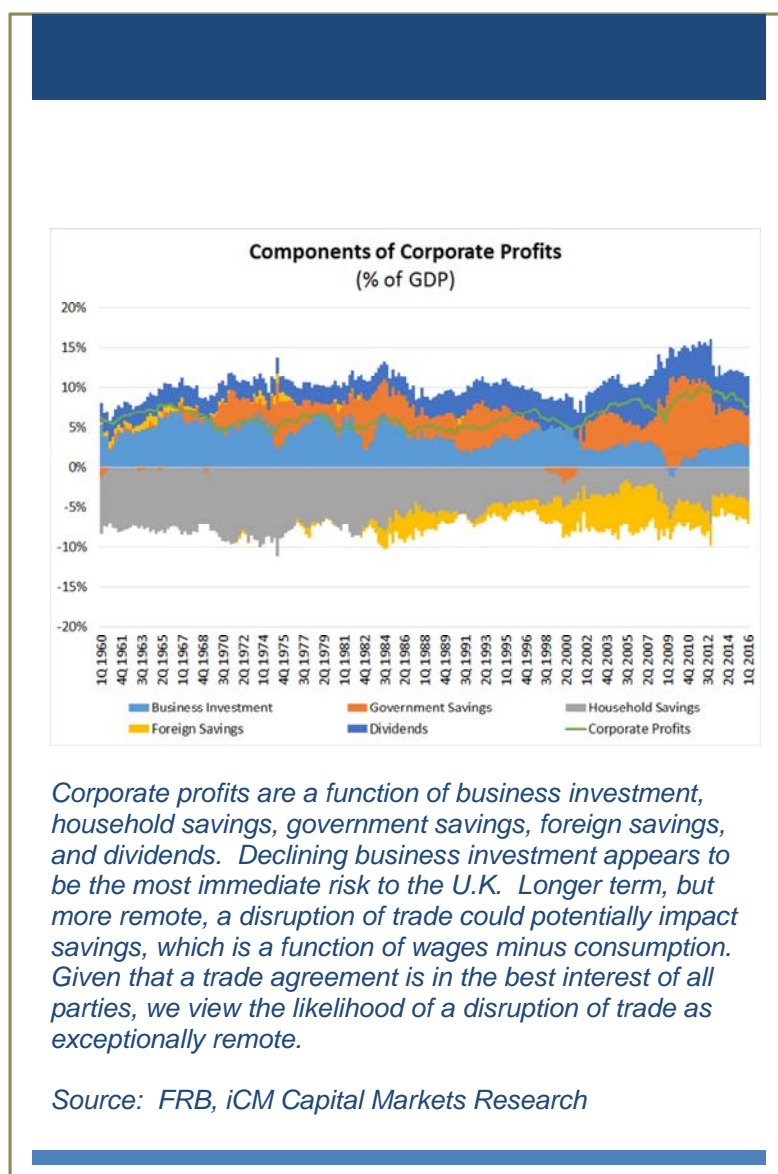 Components of Corporate Profits
(% of GDP)
20%
15%
10%
5%
0%
-5%
-10%
-15%
-20%
1Q 1960
4Q 1961
3Q 1963
2Q 1965
1Q 1967
4Q 1968
3Q 1970
2Q 1972
1Q 1974
4Q 1975
3Q 1977
2Q 1979
1Q 1981
4Q 1982
3Q 1984
2Q 1986
1Q 1988
4Q 1989
3Q 1991
2Q 1993
1Q 1995
4Q 1996
3Q 1998
2Q 2000
1Q 2002
4Q 2003
3Q 2005
2Q 2007
1Q 2009
4Q 2010
3Q 2012
2Q 2014
1Q 2016
Business Investment
Government Savings
Household Savings
Foreign Savings
Dividends
Corporate Profits
Corporate profits are a function of business investment,
household savings, government savings, foreign savings,
and dividends. Declining business investment appears to
be the most immediate risk to the U.K. Longer term, but
more remote, a disruption of trade could potentially impact
savings, which is a function of wages minus consumption.
Given that a trade agreement is in the best interest of all
parties, we view the likelihood of a disruption of trade as
exceptionally remote.
Source: FRB, iCM Capital Markets Research